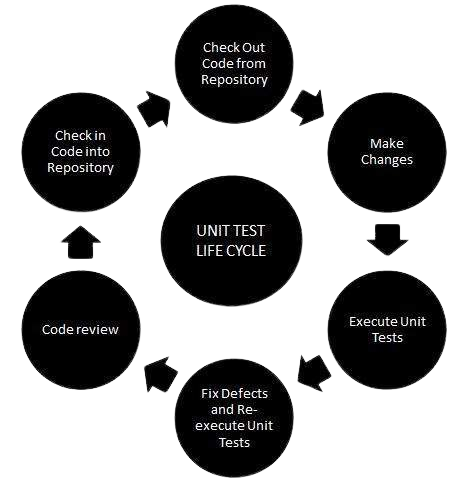 Check Out
Code from
Repository
Make
Changes
Execute Unit
Tests
Fix Defects
and Re-
execute Unit
Tests
Code review
Check in
Code into
Repository
UNIT TEST
LIFE CYCLE